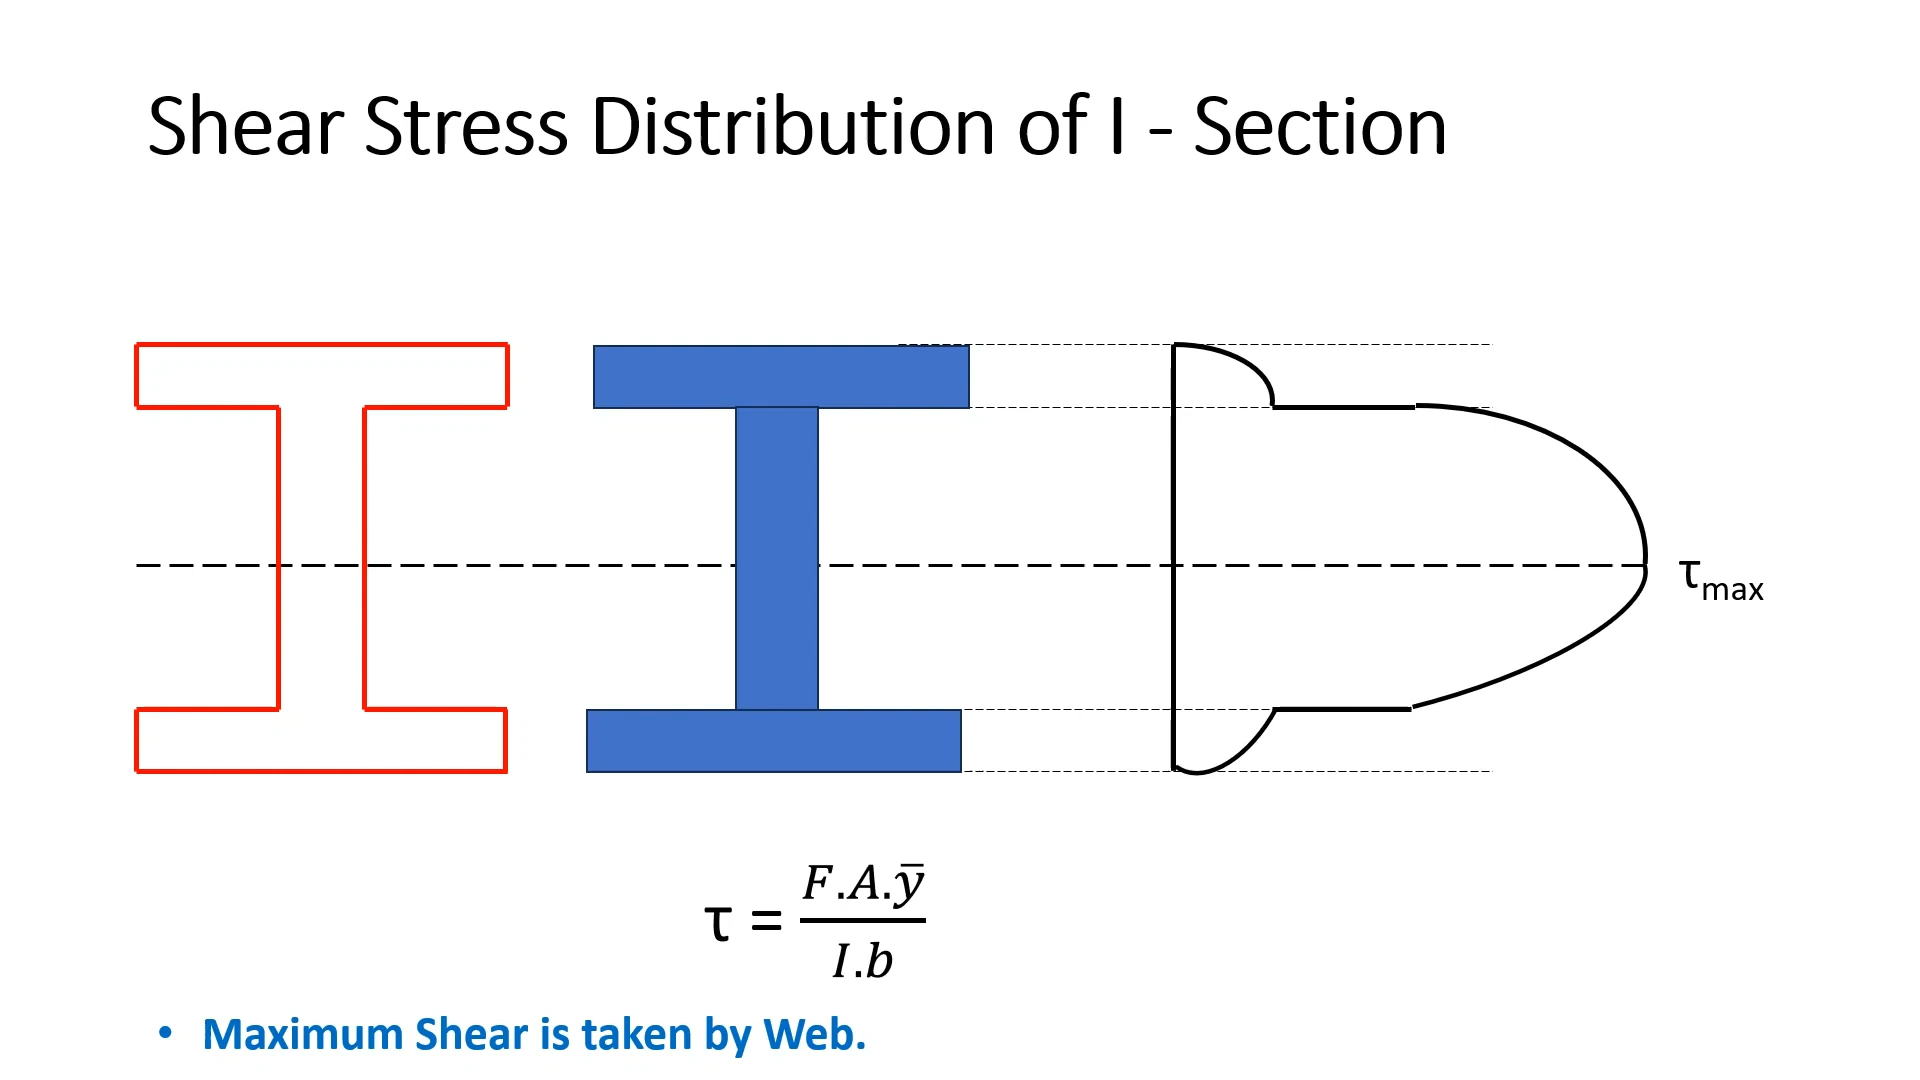 Shear Stress Distribution of I - Section
τmax
τ = F.A.ȳ / I.b
• Maximum Shear is taken by Web.